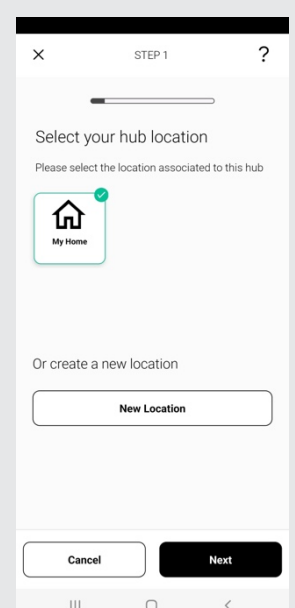 STEP 1
?
Select your hub location
Please select the location associated to this hub
My Home
Or create a new location
New Location
Cancel
Next